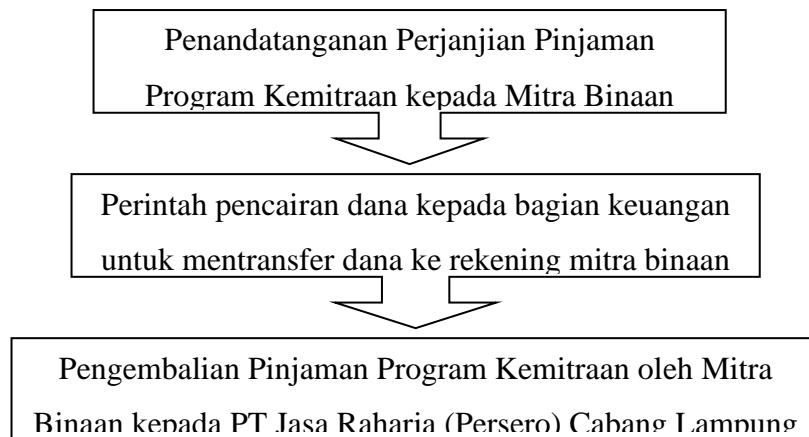 Penandatanganan Perjanjian Pinjaman
Program Kemitraan kepada Mitra Binaan
Perintah pencairan dana kepada bagian keuangan
untuk mentransfer dana ke rekening mitra binaan
Pengembalian Pinjaman Program Kemitraan oleh Mitra
Binaan kepada PT Jasa Raharja (Persero) Cabang Lampung